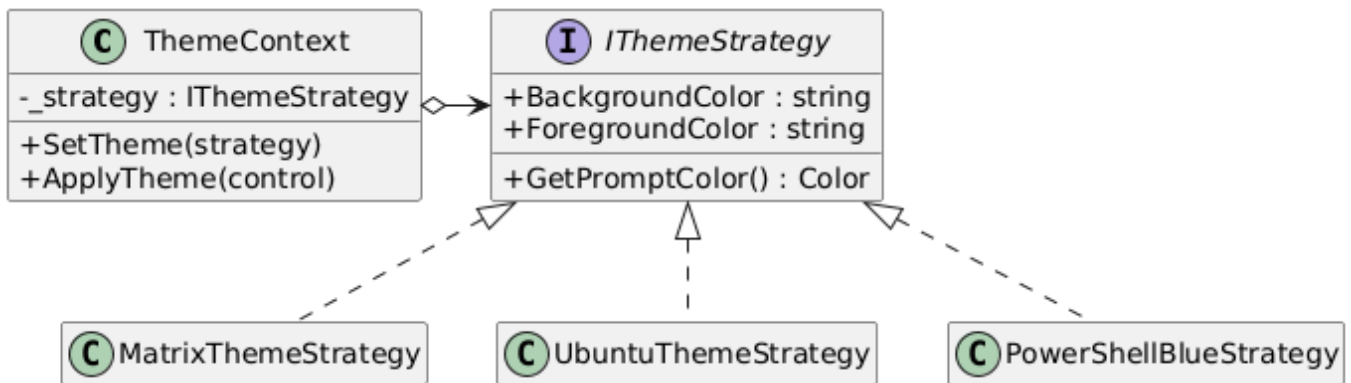 C ThemeContext
-_strategy : IThemeStrategy
+SetTheme(strategy)
+ApplyTheme(control)
I IThemeStrategy
+BackgroundColor : string
+ForegroundColor : string
+GetPromptColor() : Color
C MatrixThemeStrategy
C UbuntuThemeStrategy
C PowerShellBlueStrategy